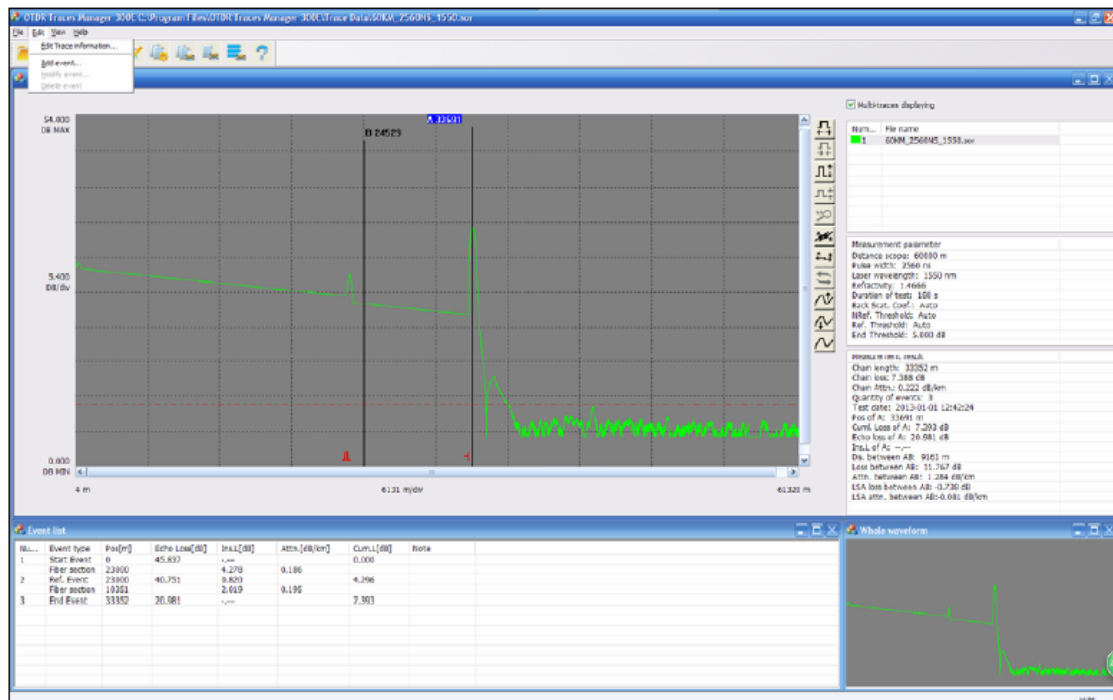 OTDR Traces Manager 300E C:\Program Files\OTDR Traces Manager 300E\Trace Data\60KM_2560NS_1550.sor
File Edit View Help
Edit Trace information...
Add event...
Modify event...
Delete event
Multi-traces displaying
54.000
DB MAX
A 33691
B 24529
Num... File name
1 60KM_2560NS_1550.sor
DB/div
Measurement parameter
Distance scope: 60000 m
Pulse width: 2560 ns
Laser wavelength: 1550 nm
Refractivity: 1.4666
Duration of test: 180 s
Back Scat. Coef.: Auto
NRef. Threshold: Auto
Ref. Threshold: Auto
End Threshold: 5.000 dB
Measurement result
Chain length: 33352 m
Chain loss: 7.388 dB
Chain Attn.: 0.222 dB/km
Quantity of events: 3
Test date: 2013-01-01 12:42:24
Pos of A: 33691 m
Cuml. Loss of A: 7.393 dB
Echo loss of A: 20.981 dB
Ins.L of A: --.--
Dis. between AB: 9161 m
Loss between AB: 11.767 dB
Attn. between AB: 1.284 dB/km
LSA loss between AB: -0.738 dB
LSA attn. between AB:-0.081 dB/km
0.000
DB MIN
4 m 6131 m/div 61320 m
Event list
Nu... Event type Pos[m] Echo Loss[dB] Ins.L[dB] Attn.[dB/km] Cum.L[dB] Note
1 Start Event 0 45.837 -.-- 0.000
Fiber section 23000 4.278 0.186
2 Ref. Event 23000 40.751 0.820 4.296
Fiber section 10351 2.019 0.195
3 End Event 33352 20.981 -.-- 7.393
Whole waveform